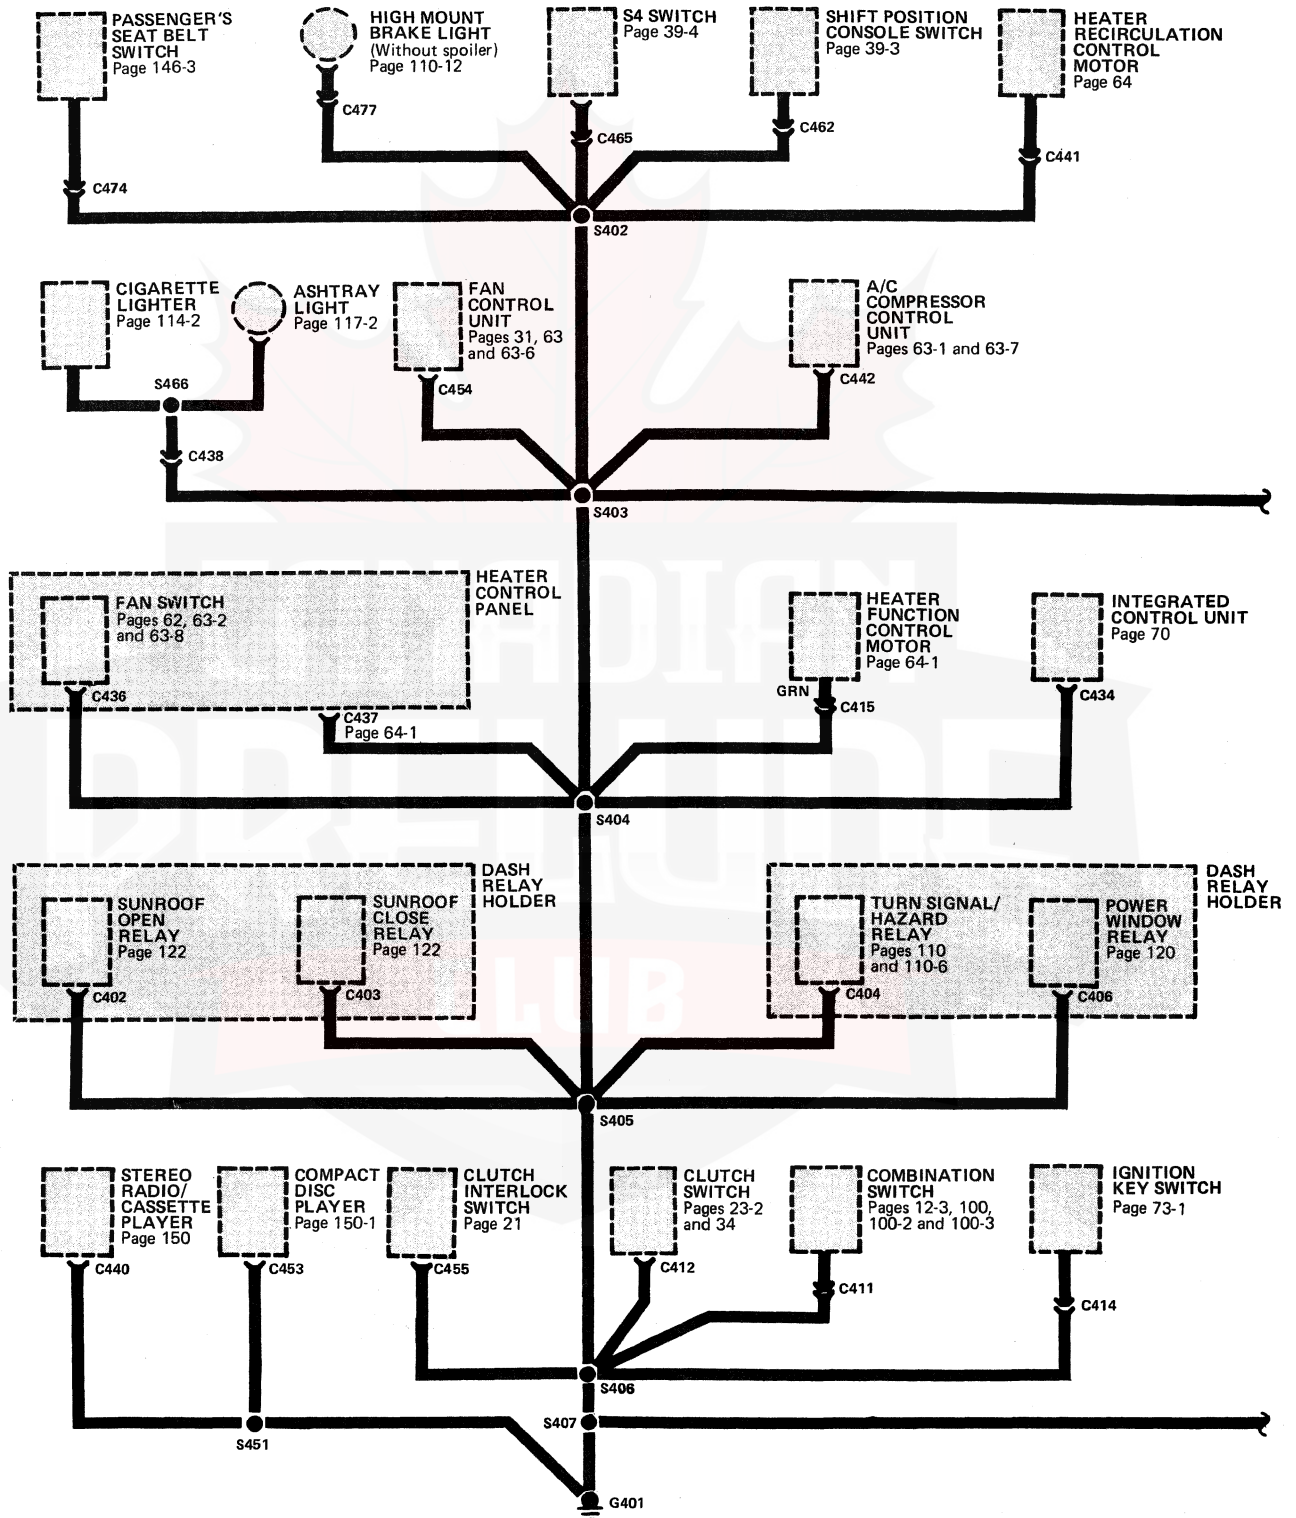 PASSENGER'S
SEAT BELT
SWITCH
Page 146-3
HIGH MOUNT
BRAKE LIGHT
(Without spoiler)
Page 110-12
S4 SWITCH
Page 39-4
SHIFT POSITION
CONSOLE SWITCH
Page 39-3
HEATER
RECIRCULATION
CONTROL
MOTOR
Page 64
C477
C465
C462
C441
C474
S402
CIGARETTE
LIGHTER
Page 114-2
ASHTRAY
LIGHT
Page 117-2
FAN
CONTROL
UNIT
Pages 31, 63
and 63-6
A/C
COMPRESSOR
CONTROL
UNIT
Pages 63-1 and 63-7
S466
C454
C442
C438
S403
HEATER
CONTROL
PANEL
FAN SWITCH
Pages 62, 63-2
and 63-8
HEATER
FUNCTION
CONTROL
MOTOR
Page 64-1
INTEGRATED
CONTROL UNIT
Page 70
C436
C437
Page 64-1
GRN
C415
C434
S404
CANADIAN
PRELUDE
CLUB
DASH
RELAY
HOLDER
SUNROOF
OPEN
RELAY
Page 122
SUNROOF
CLOSE
RELAY
Page 122
DASH
RELAY
HOLDER
TURN SIGNAL/
HAZARD
RELAY
Pages 110
and 110-6
POWER
WINDOW
RELAY
Page 120
C402
C403
C404
C406
S405
STEREO
RADIO/
CASSETTE
PLAYER
Page 150
COMPACT
DISC
PLAYER
Page 150-1
CLUTCH
INTERLOCK
SWITCH
Page 21
CLUTCH
SWITCH
Pages 23-2
and 34
COMBINATION
SWITCH
Pages 12-3, 100,
100-2 and 100-3
IGNITION
KEY SWITCH
Page 73-1
C440
C453
C455
C412
C411
C414
S406
S407
S451
G401